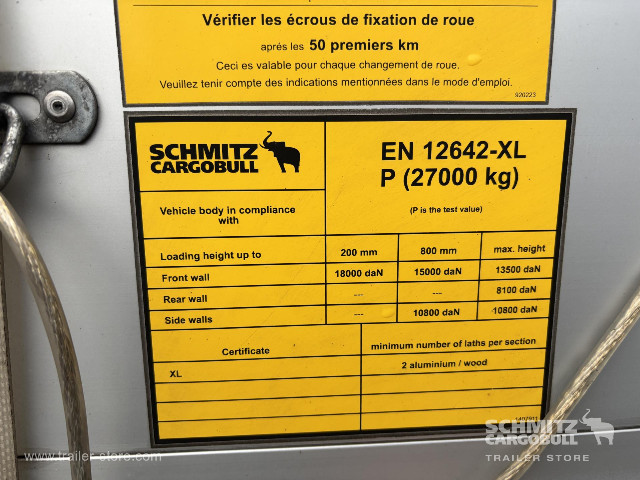 Vérifier les écrous de fixation de roue
aprés les 50 premiers km
Ceci es valable pour chaque changement de roue.
Veuillez tenir compte des indications mentionnées dans le mode d'emploi.
920223
SCHMITZ
CARGOBULL
EN 12642-XL
P (27000 kg)
Vehicle body in compliance
with
(P is the test value)
Loading height up to 200 mm 800 mm max. height
Front wall 18000 daN 15000 daN 13500 daN
Rear wall --- --- 8100 daN
Side walls --- 10800 daN 10800 daN
Certificate minimum number of laths per section
XL 2 aluminium / wood
SCHMITZ
CARGOBULL
TRAILER STORE
www.trailer-store.com